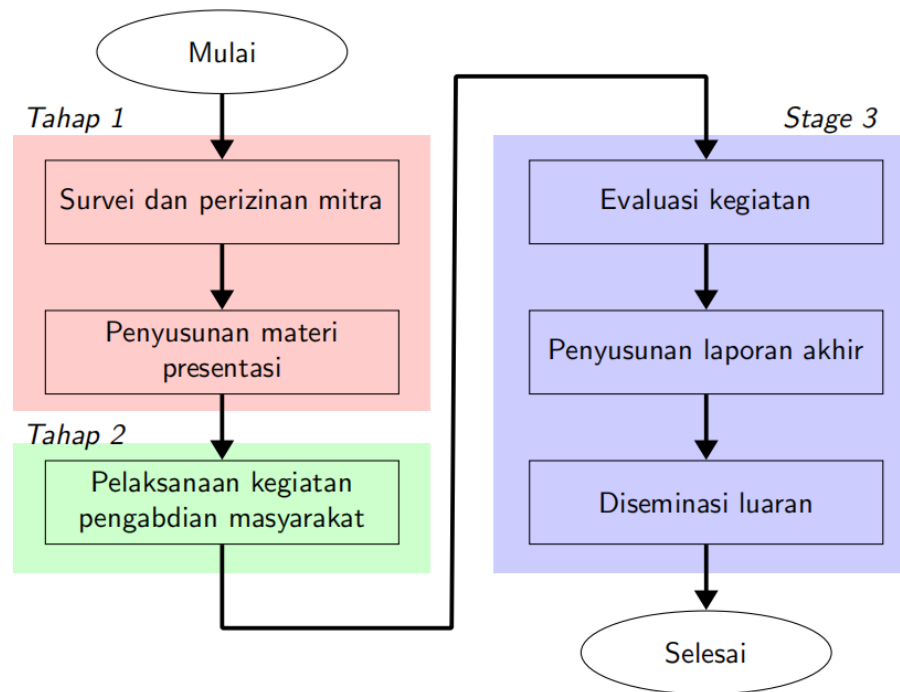 Mulai
Tahap 1
Survei dan perizinan mitra
Penyusunan materi
presentasi
Tahap 2
Pelaksanaan kegiatan
pengabdian masyarakat
Stage 3
Evaluasi kegiatan
Penyusunan laporan akhir
Diseminasi luaran
Selesai